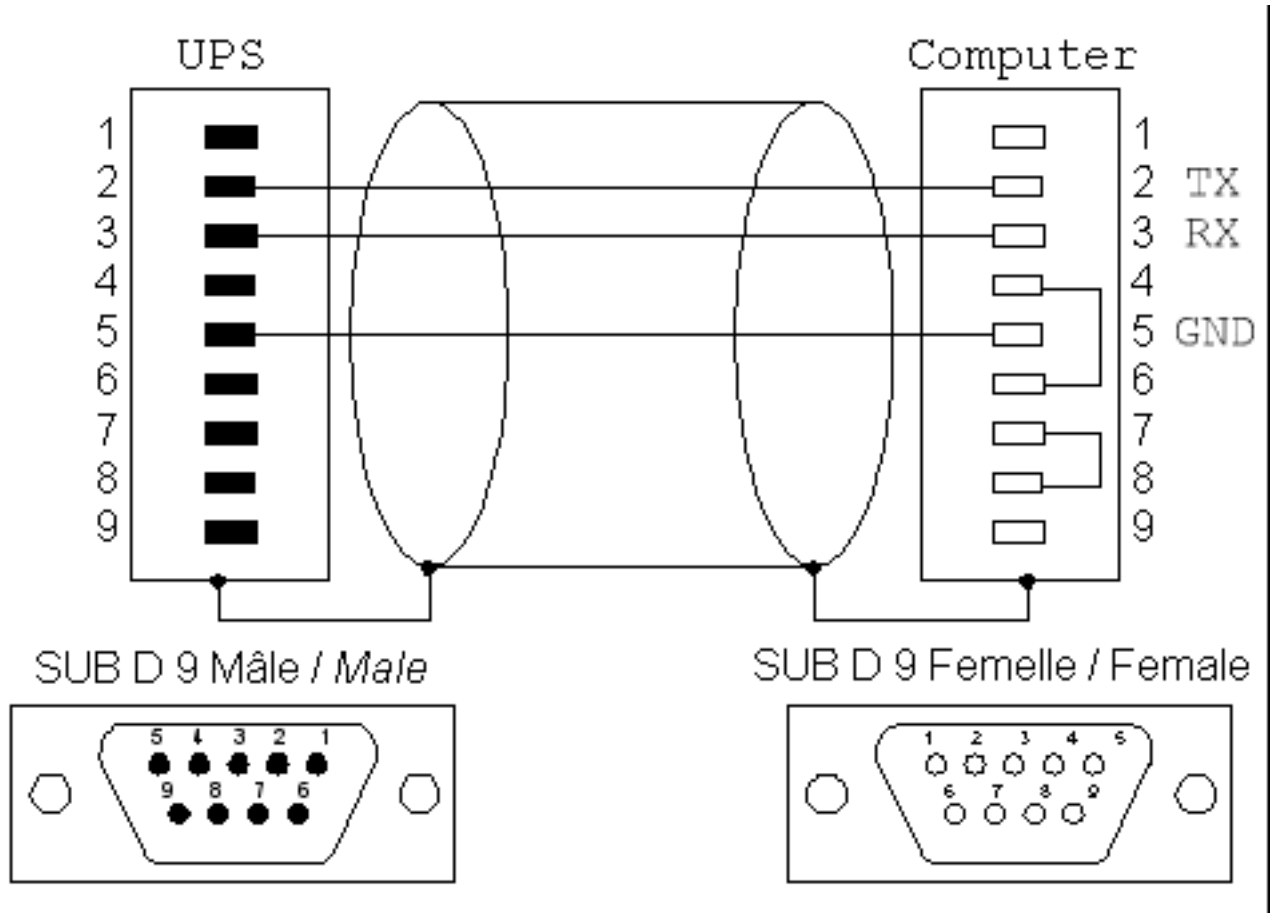 UPS Computer
1 1
2 2 TX
3 3 RX
4 4
5 5 GND
6 6
7 7
8 8
9 9
SUB D 9 Mâle / Male SUB D 9 Femelle / Female
5 4 3 2 1 1 2 3 4 5
9 8 7 6 6 7 8 9